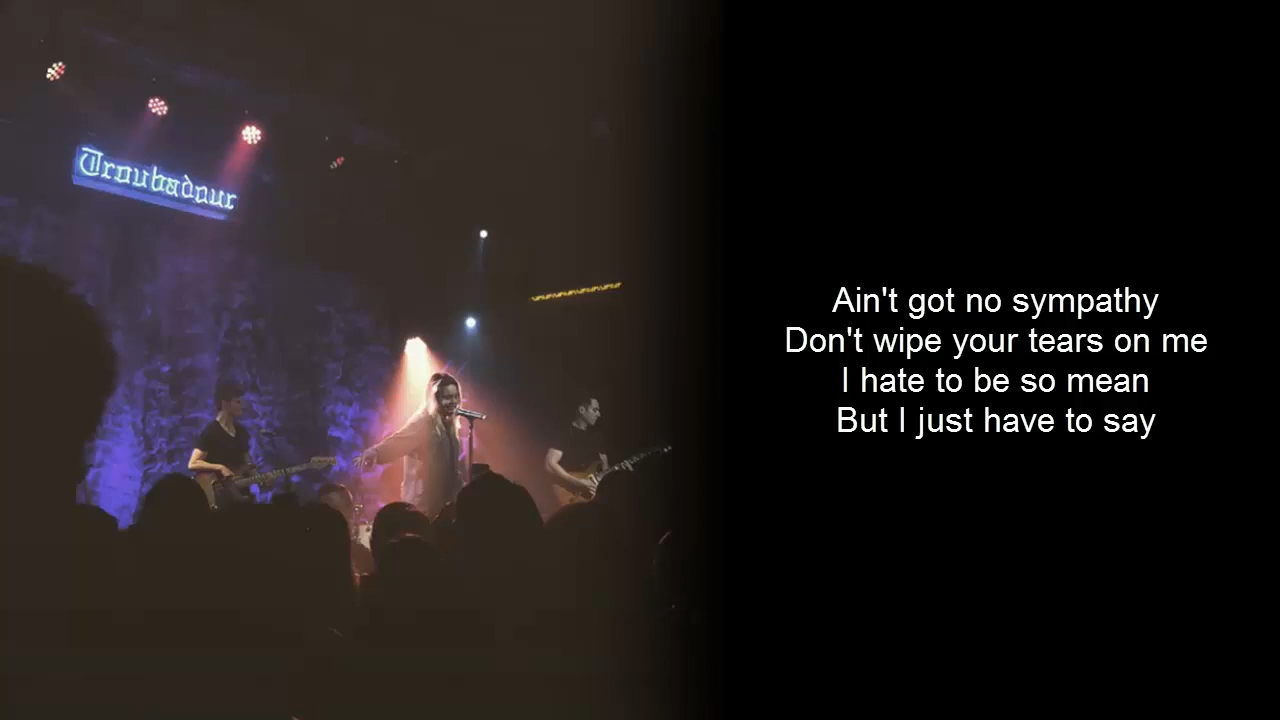 Troubadour
Ain't got no sympathy
Don't wipe your tears on me
I hate to be so mean
But I just have to say